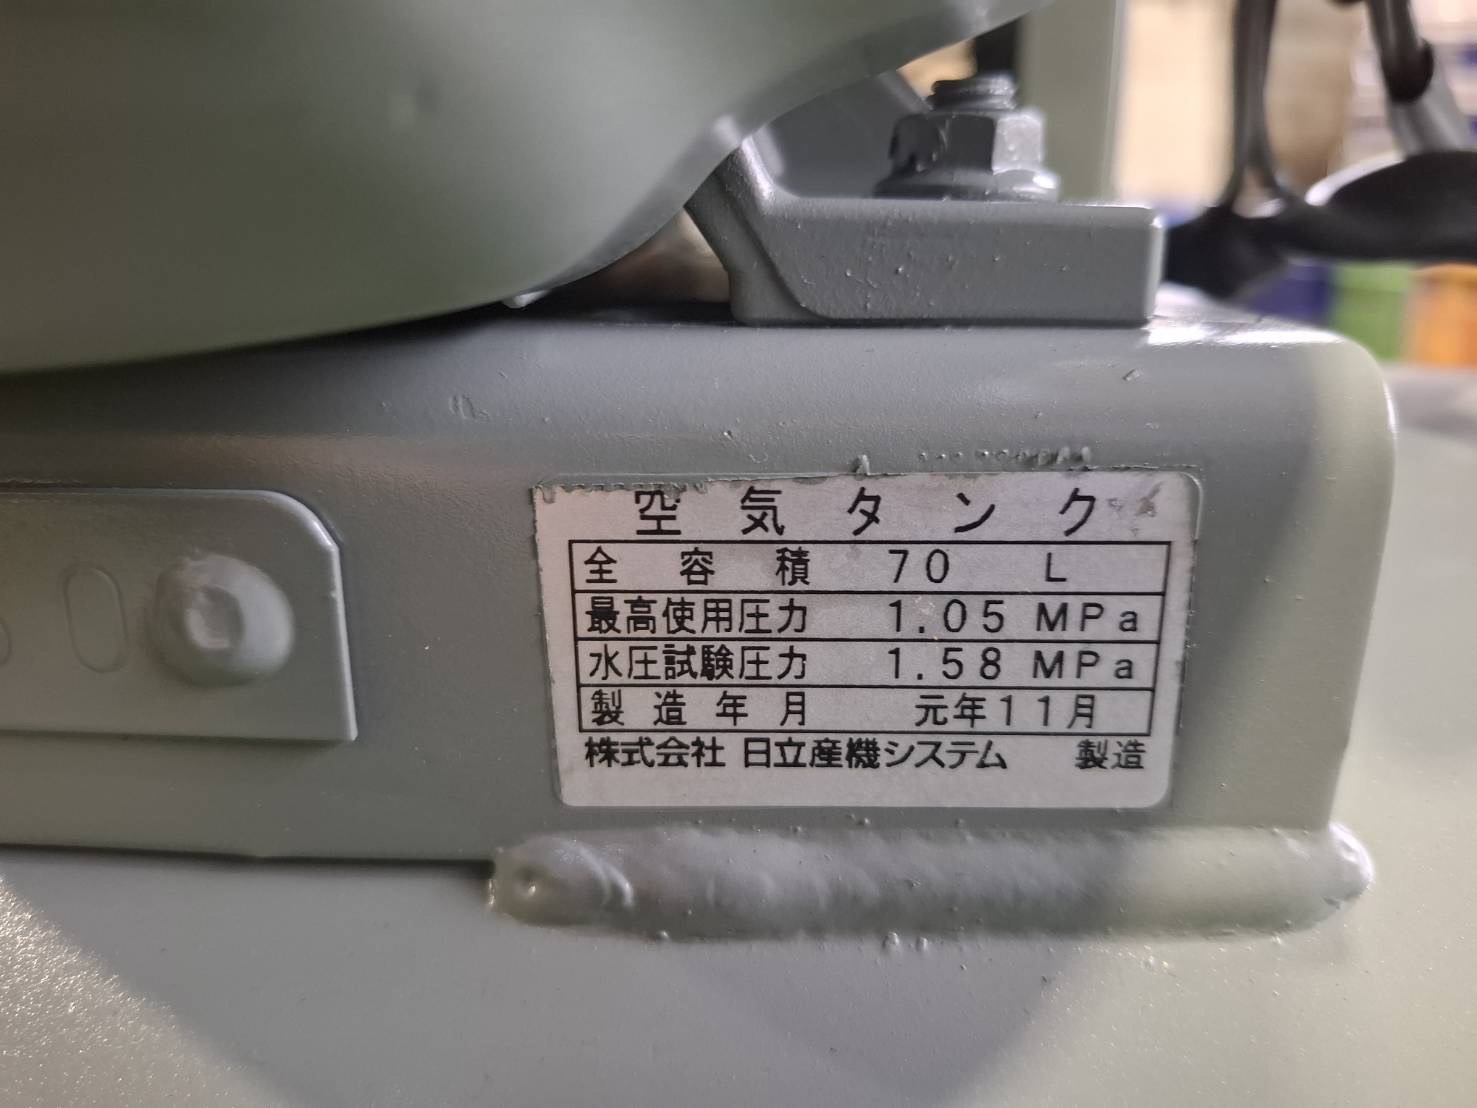 空気タンク
全容積 70 L
最高使用圧力 1.05 MPa
水圧試験圧力 1.58 MPa
製造年月 元年11月
株式会社 日立産機システム 製造